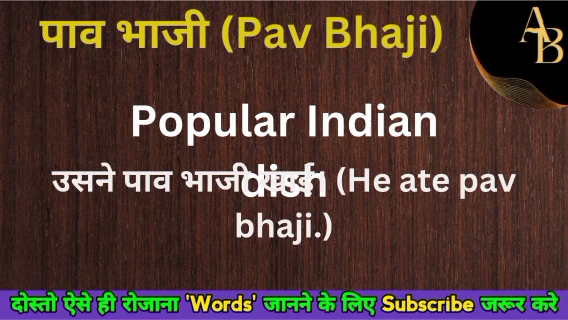 पाव भाजी (Pav Bhaji)
AB
Popular Indian
dish
उसने पाव भाजी खाई। (He ate pav
bhaji.)
दोस्तो ऐसे ही रोजाना 'Words' जानने के लिए Subscribe जरूर करे